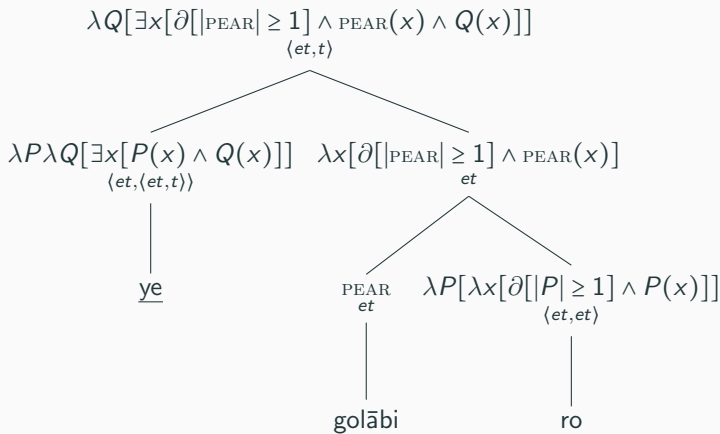 λQ[∃x[∂[|PEAR| ≥ 1] ∧ PEAR(x) ∧ Q(x)]]
⟨et,t⟩
λPλQ[∃x[P(x) ∧ Q(x)]] λx[∂[|PEAR| ≥ 1] ∧ PEAR(x)]
⟨et,⟨et,t⟩⟩ et
ye PEAR λP[λx[∂[|P| ≥ 1] ∧ P(x)]]
et ⟨et,et⟩
golābi ro